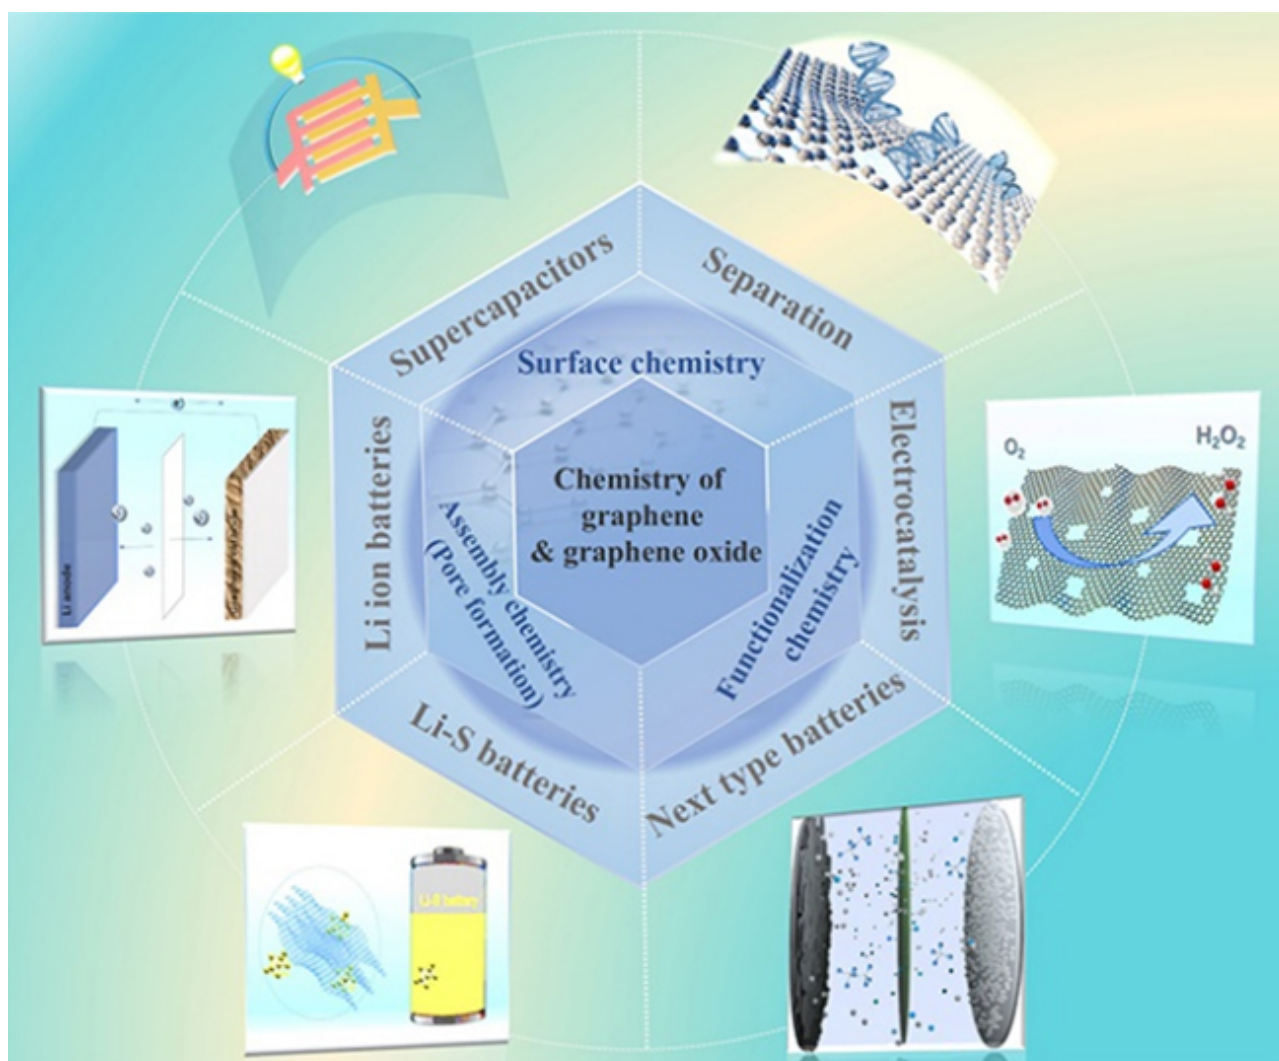 Supercapacitors
Separation
Surface chemistry
Li ion batteries
Electrocatalysis
Chemistry of
graphene
& graphene oxide
Assembly chemistry
(Pore formation)
Functionalization
chemistry
Li-S batteries
Next type batteries
Li anode
O₂
H₂O₂
Li-S battery